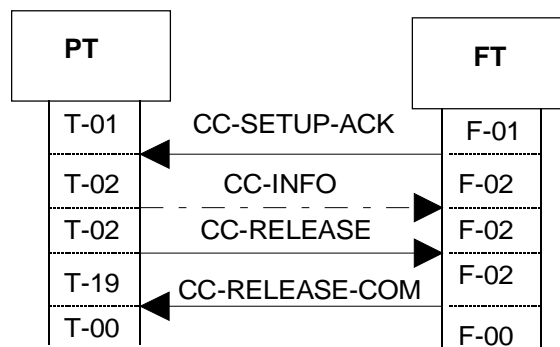 PT
FT
T-01 CC-SETUP-ACK F-01
T-02 CC-INFO F-02
T-02 CC-RELEASE F-02
T-19 CC-RELEASE-COM F-02
T-00 F-00